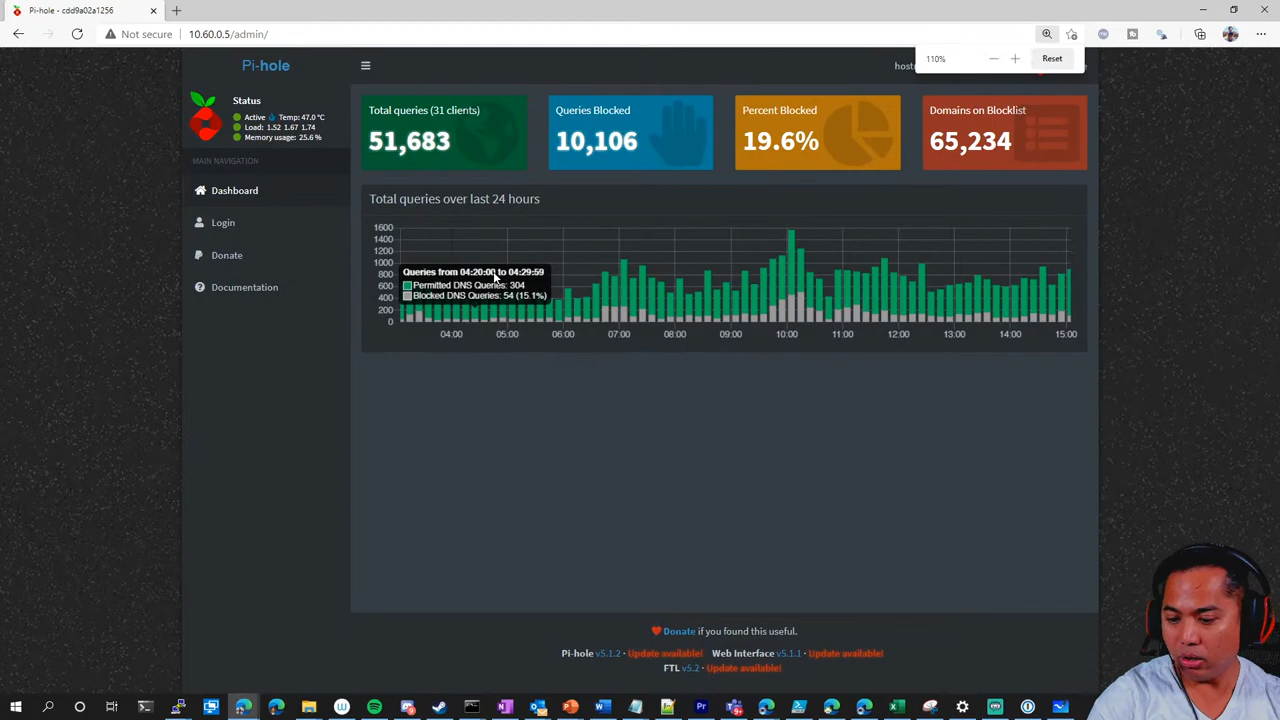 Pi-hole - cdd9a02a1256
Not secure
10.60.0.5/admin/
110%
Reset
Pi-hole
Status
Active
Temp: 47.0 °C
Load: 1.52 1.67 1.74
Memory usage: 25.6 %
MAIN NAVIGATION
Dashboard
Login
Donate
Documentation
Total queries (31 clients)
51,683
Queries Blocked
10,106
Percent Blocked
19.6%
Domains on Blocklist
65,234
Total queries over last 24 hours
1600
1400
1200
1000
800
600
400
200
0
Queries from 04:20:00 to 04:29:59
Permitted DNS Queries: 304
Blocked DNS Queries: 54 (15.1%)
04:00 05:00 06:00 07:00 08:00 09:00 10:00 11:00 12:00 13:00 14:00 15:00
Donate if you found this useful.
Pi-hole v5.1.2 · Update available! Web Interface v5.1.1 · Update available!
FTL v5.2 · Update available!